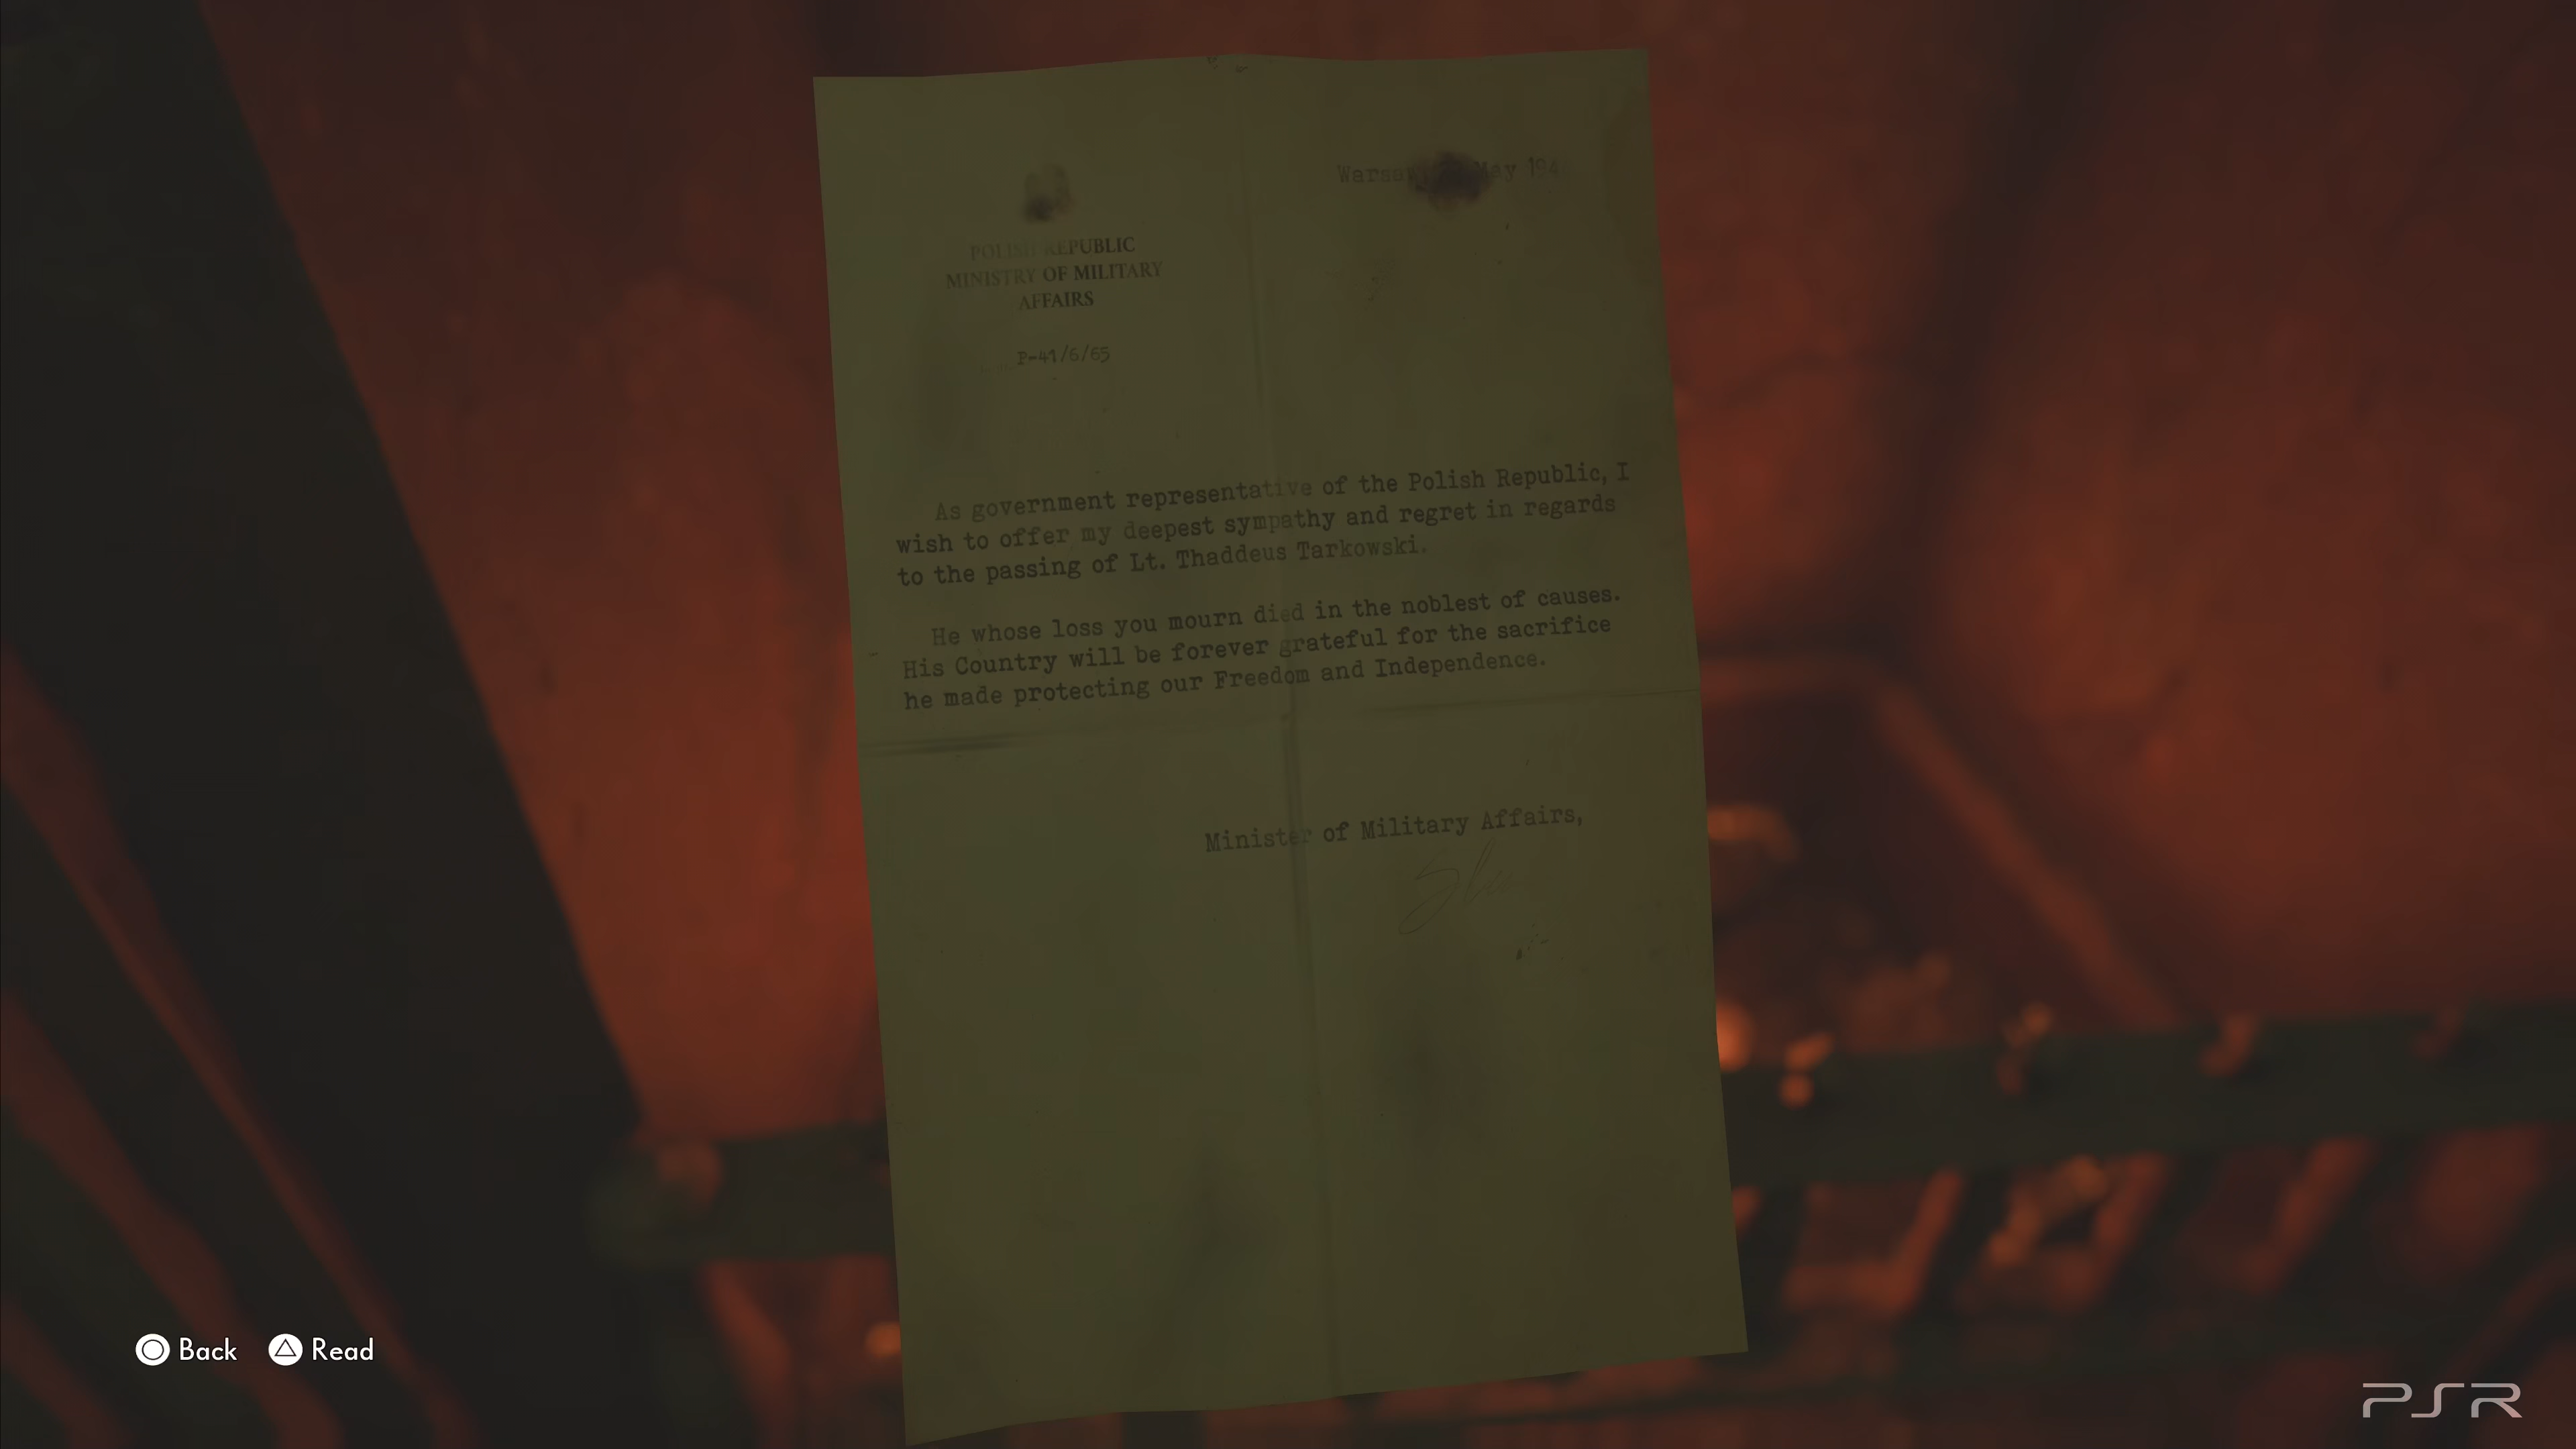 Warsaw May 194
POLISH REPUBLIC
MINISTRY OF MILITARY
AFFAIRS
P-41/6/65
As government representative of the Polish Republic, I
wish to offer my deepest sympathy and regret in regards
to the passing of Lt. Thaddeus Tarkowski.
He whose loss you mourn died in the noblest of causes.
His Country will be forever grateful for the sacrifice
he made protecting our Freedom and Independence.
Minister of Military Affairs,
Back
Read
PSR